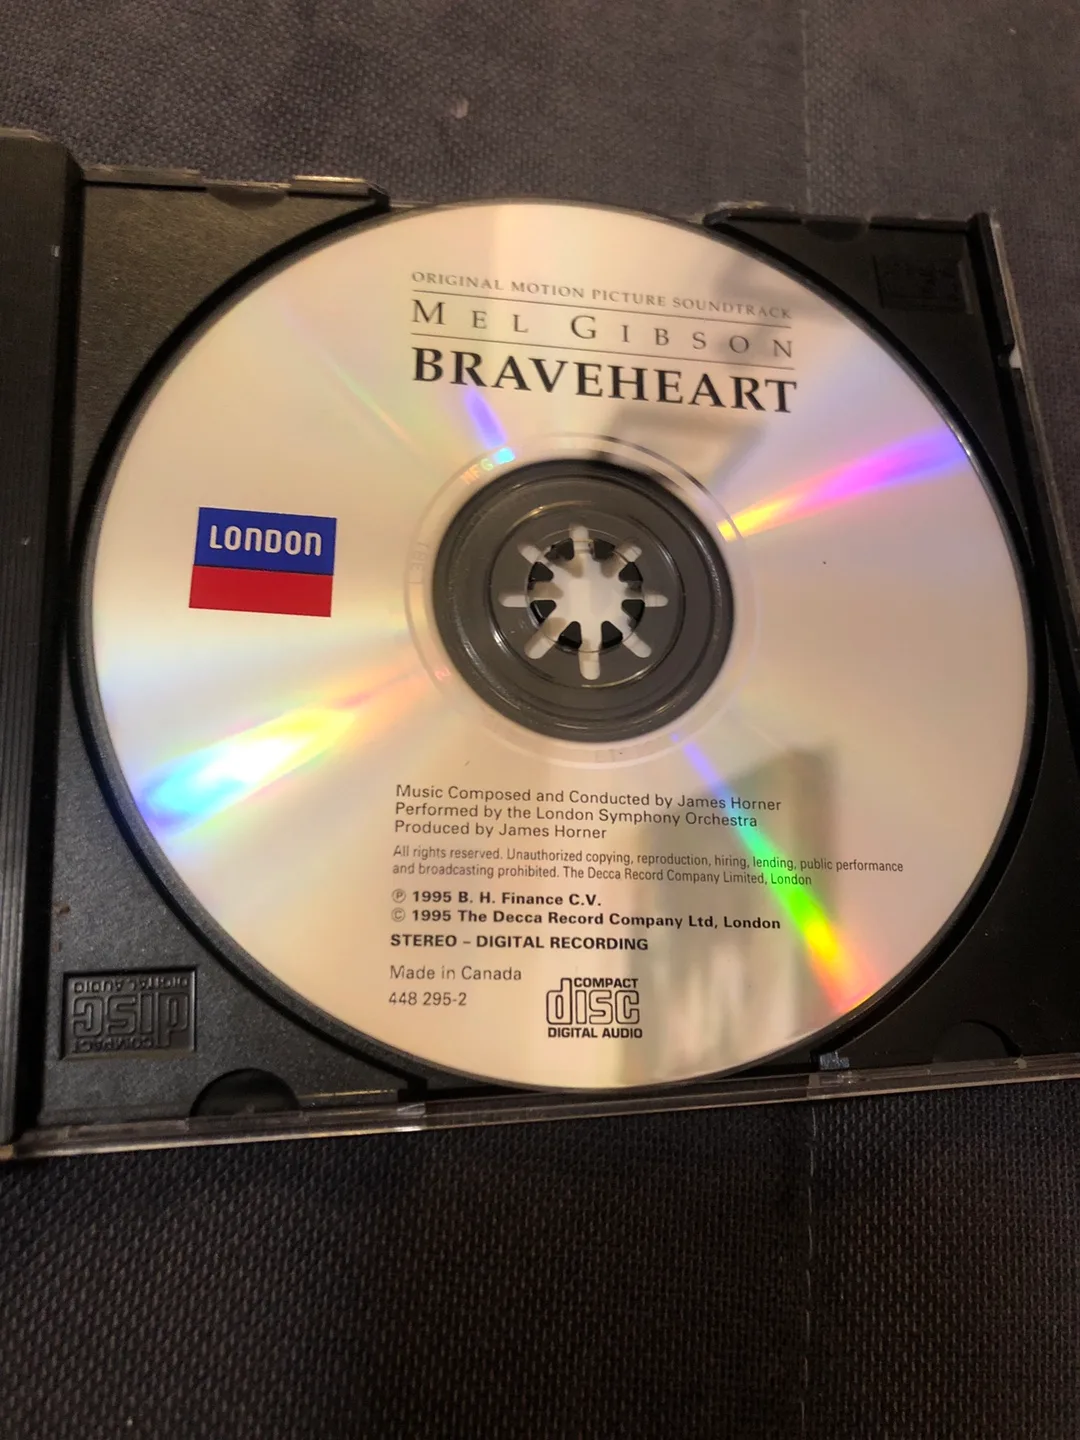 ORIGINAL MOTION PICTURE SOUNDTRACK
MEL GIBSON
BRAVEHEART
LONDON
Music Composed and Conducted by James Horner
Performed by the London Symphony Orchestra
Produced by James Horner
All rights reserved. Unauthorized copying, reproduction, hiring, lending, public performance
and broadcasting prohibited. The Decca Record Company Limited, London
℗ 1995 B. H. Finance C.V.
© 1995 The Decca Record Company Ltd, London
STEREO – DIGITAL RECORDING
Made in Canada
448 295-2
COMPACT
disc
DIGITAL AUDIO
COMPACT
disc
DIGITAL AUDIO